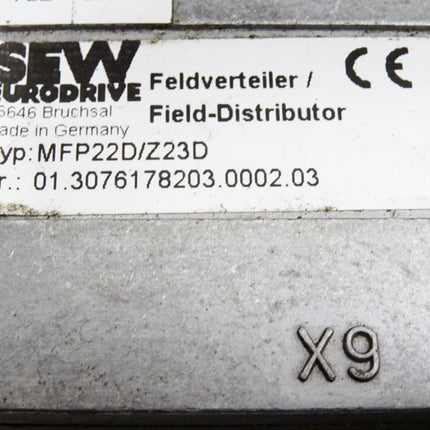 SEW
EURODRIVE
Feldverteiler /
Field-Distributor
CE
6646 Bruchsal
ade in Germany
yp: MFP22D/Z23D
r.: 01.3076178203.0002.03
X9